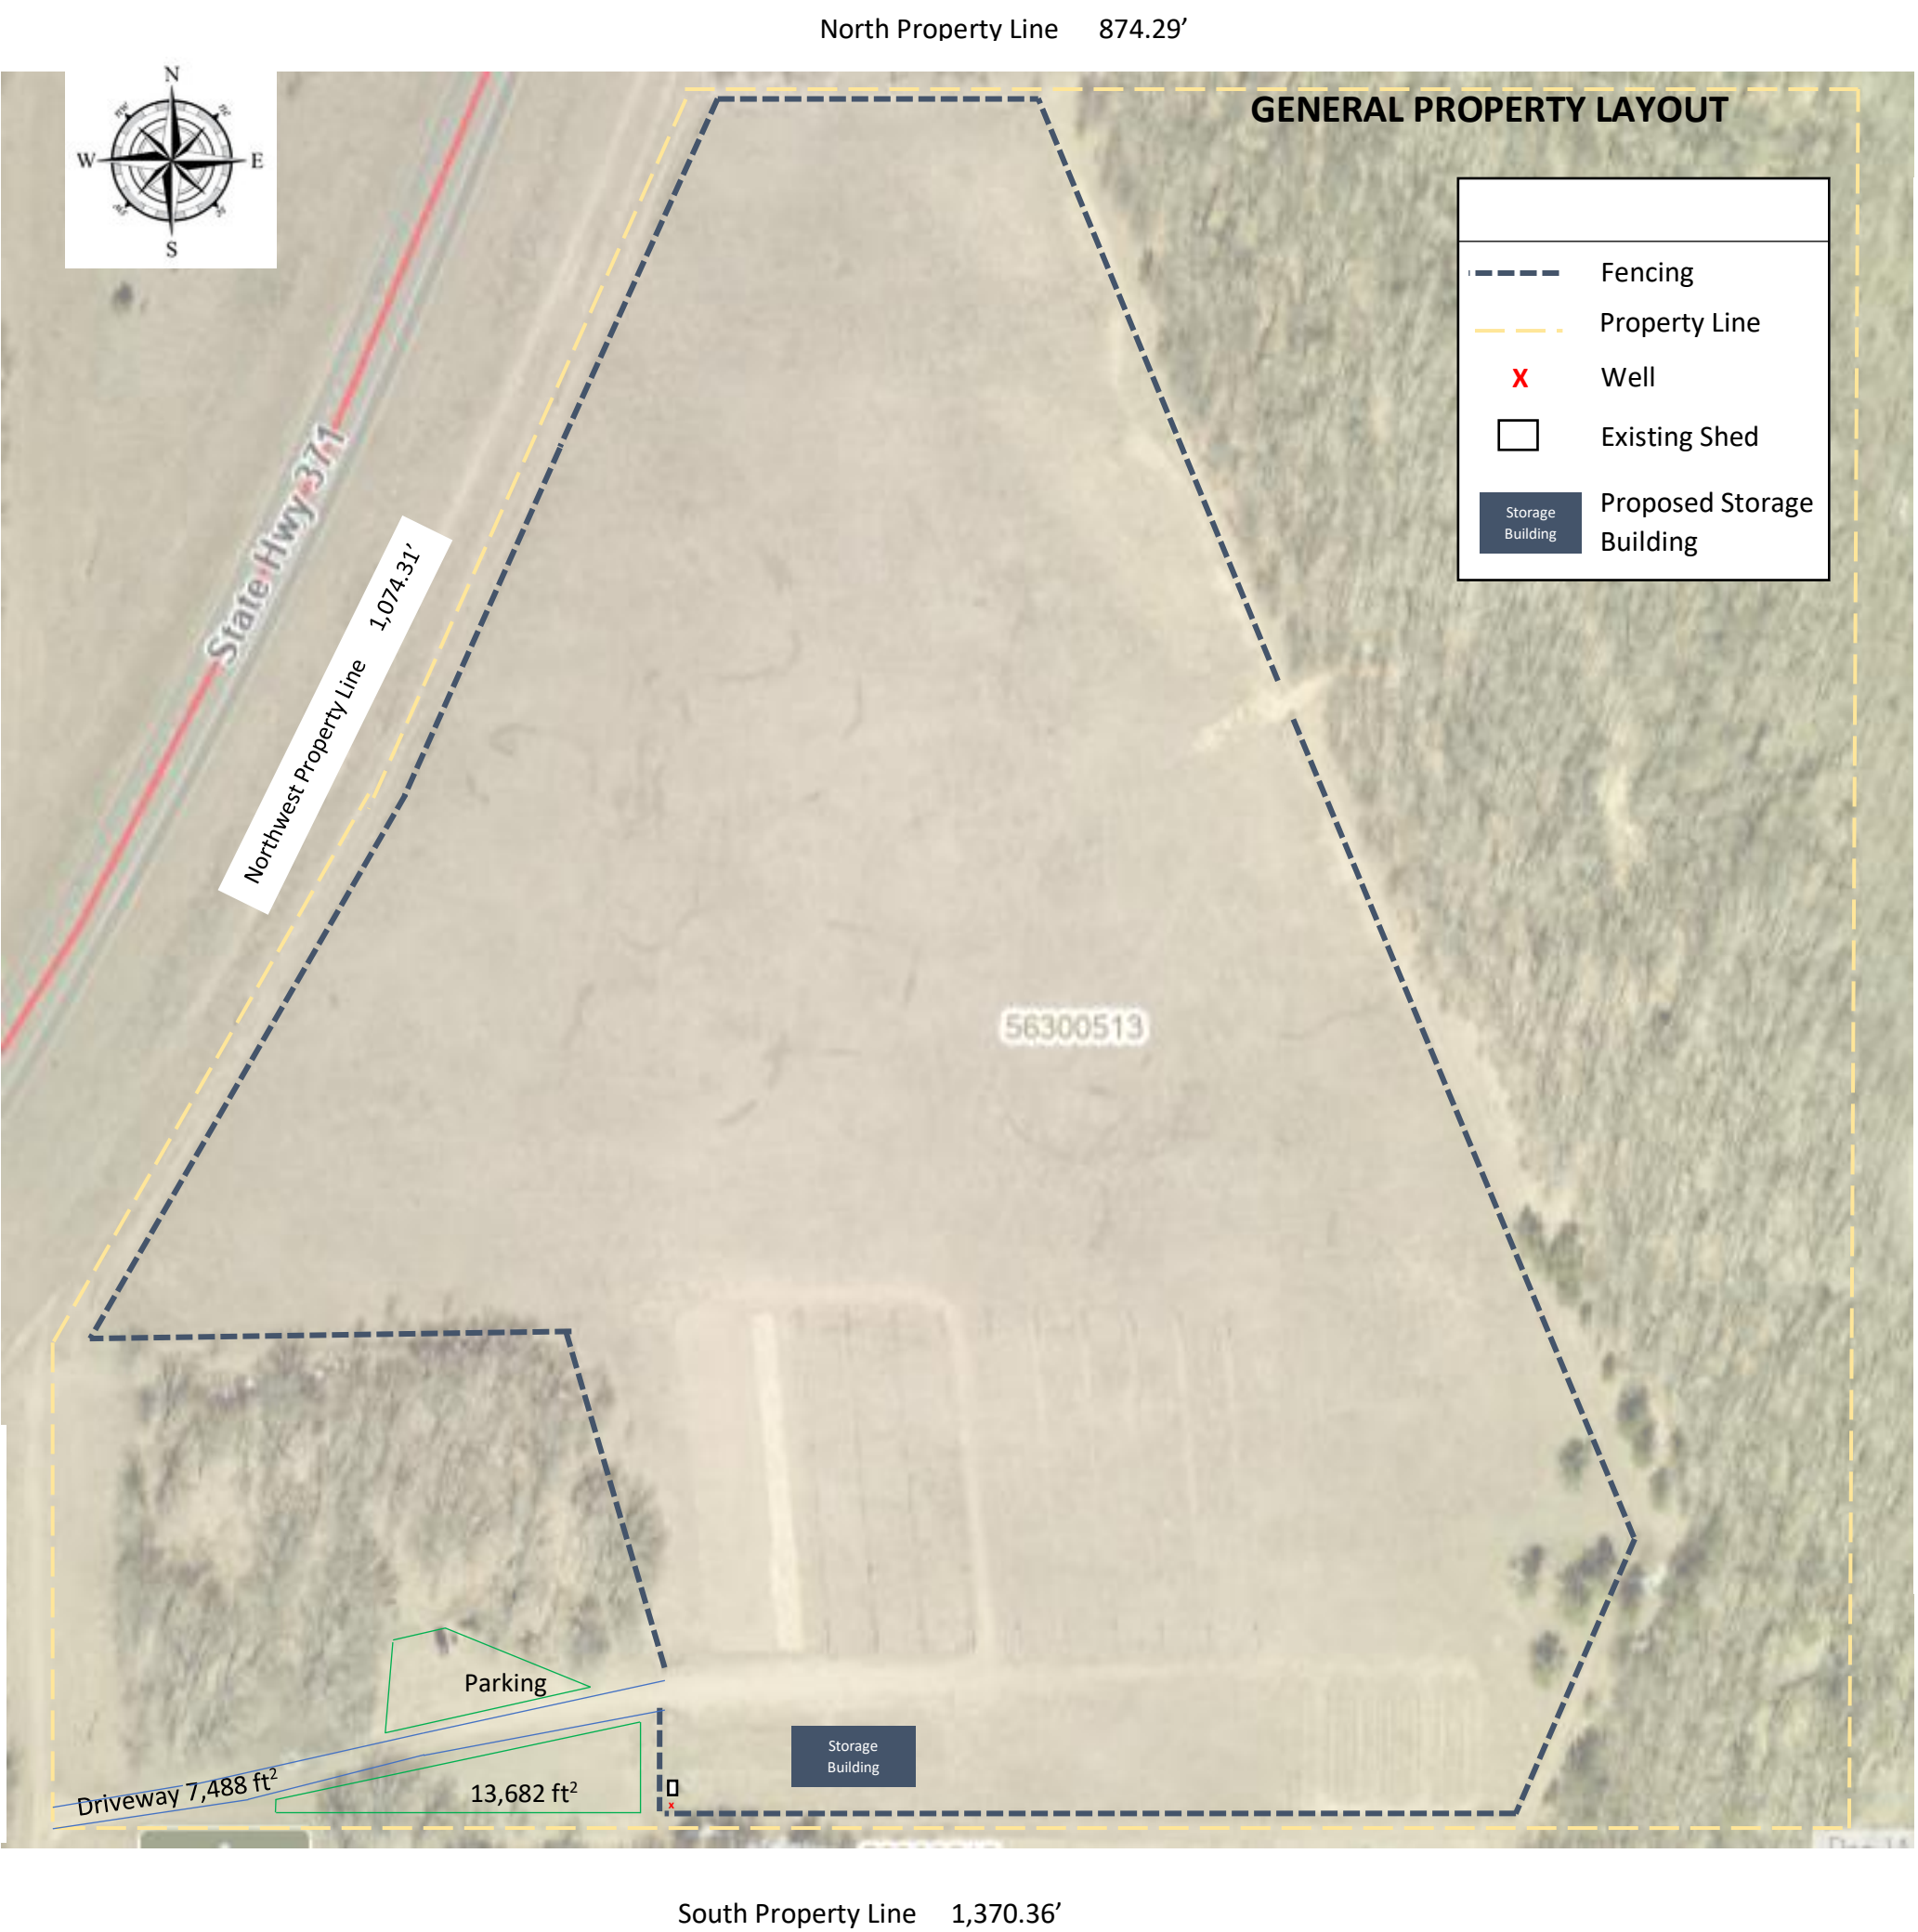 North Property Line 874.29’
N
W
E
S
GENERAL PROPERTY LAYOUT
Fencing
Property Line
X
Well
Existing Shed
Storage
Building
Proposed Storage
Building
State Hwy 371
Northwest Property Line 1,074.31’
56300513
Parking
Storage
Building
Driveway 7,488 ft²
13,682 ft²
x
South Property Line 1,370.36’